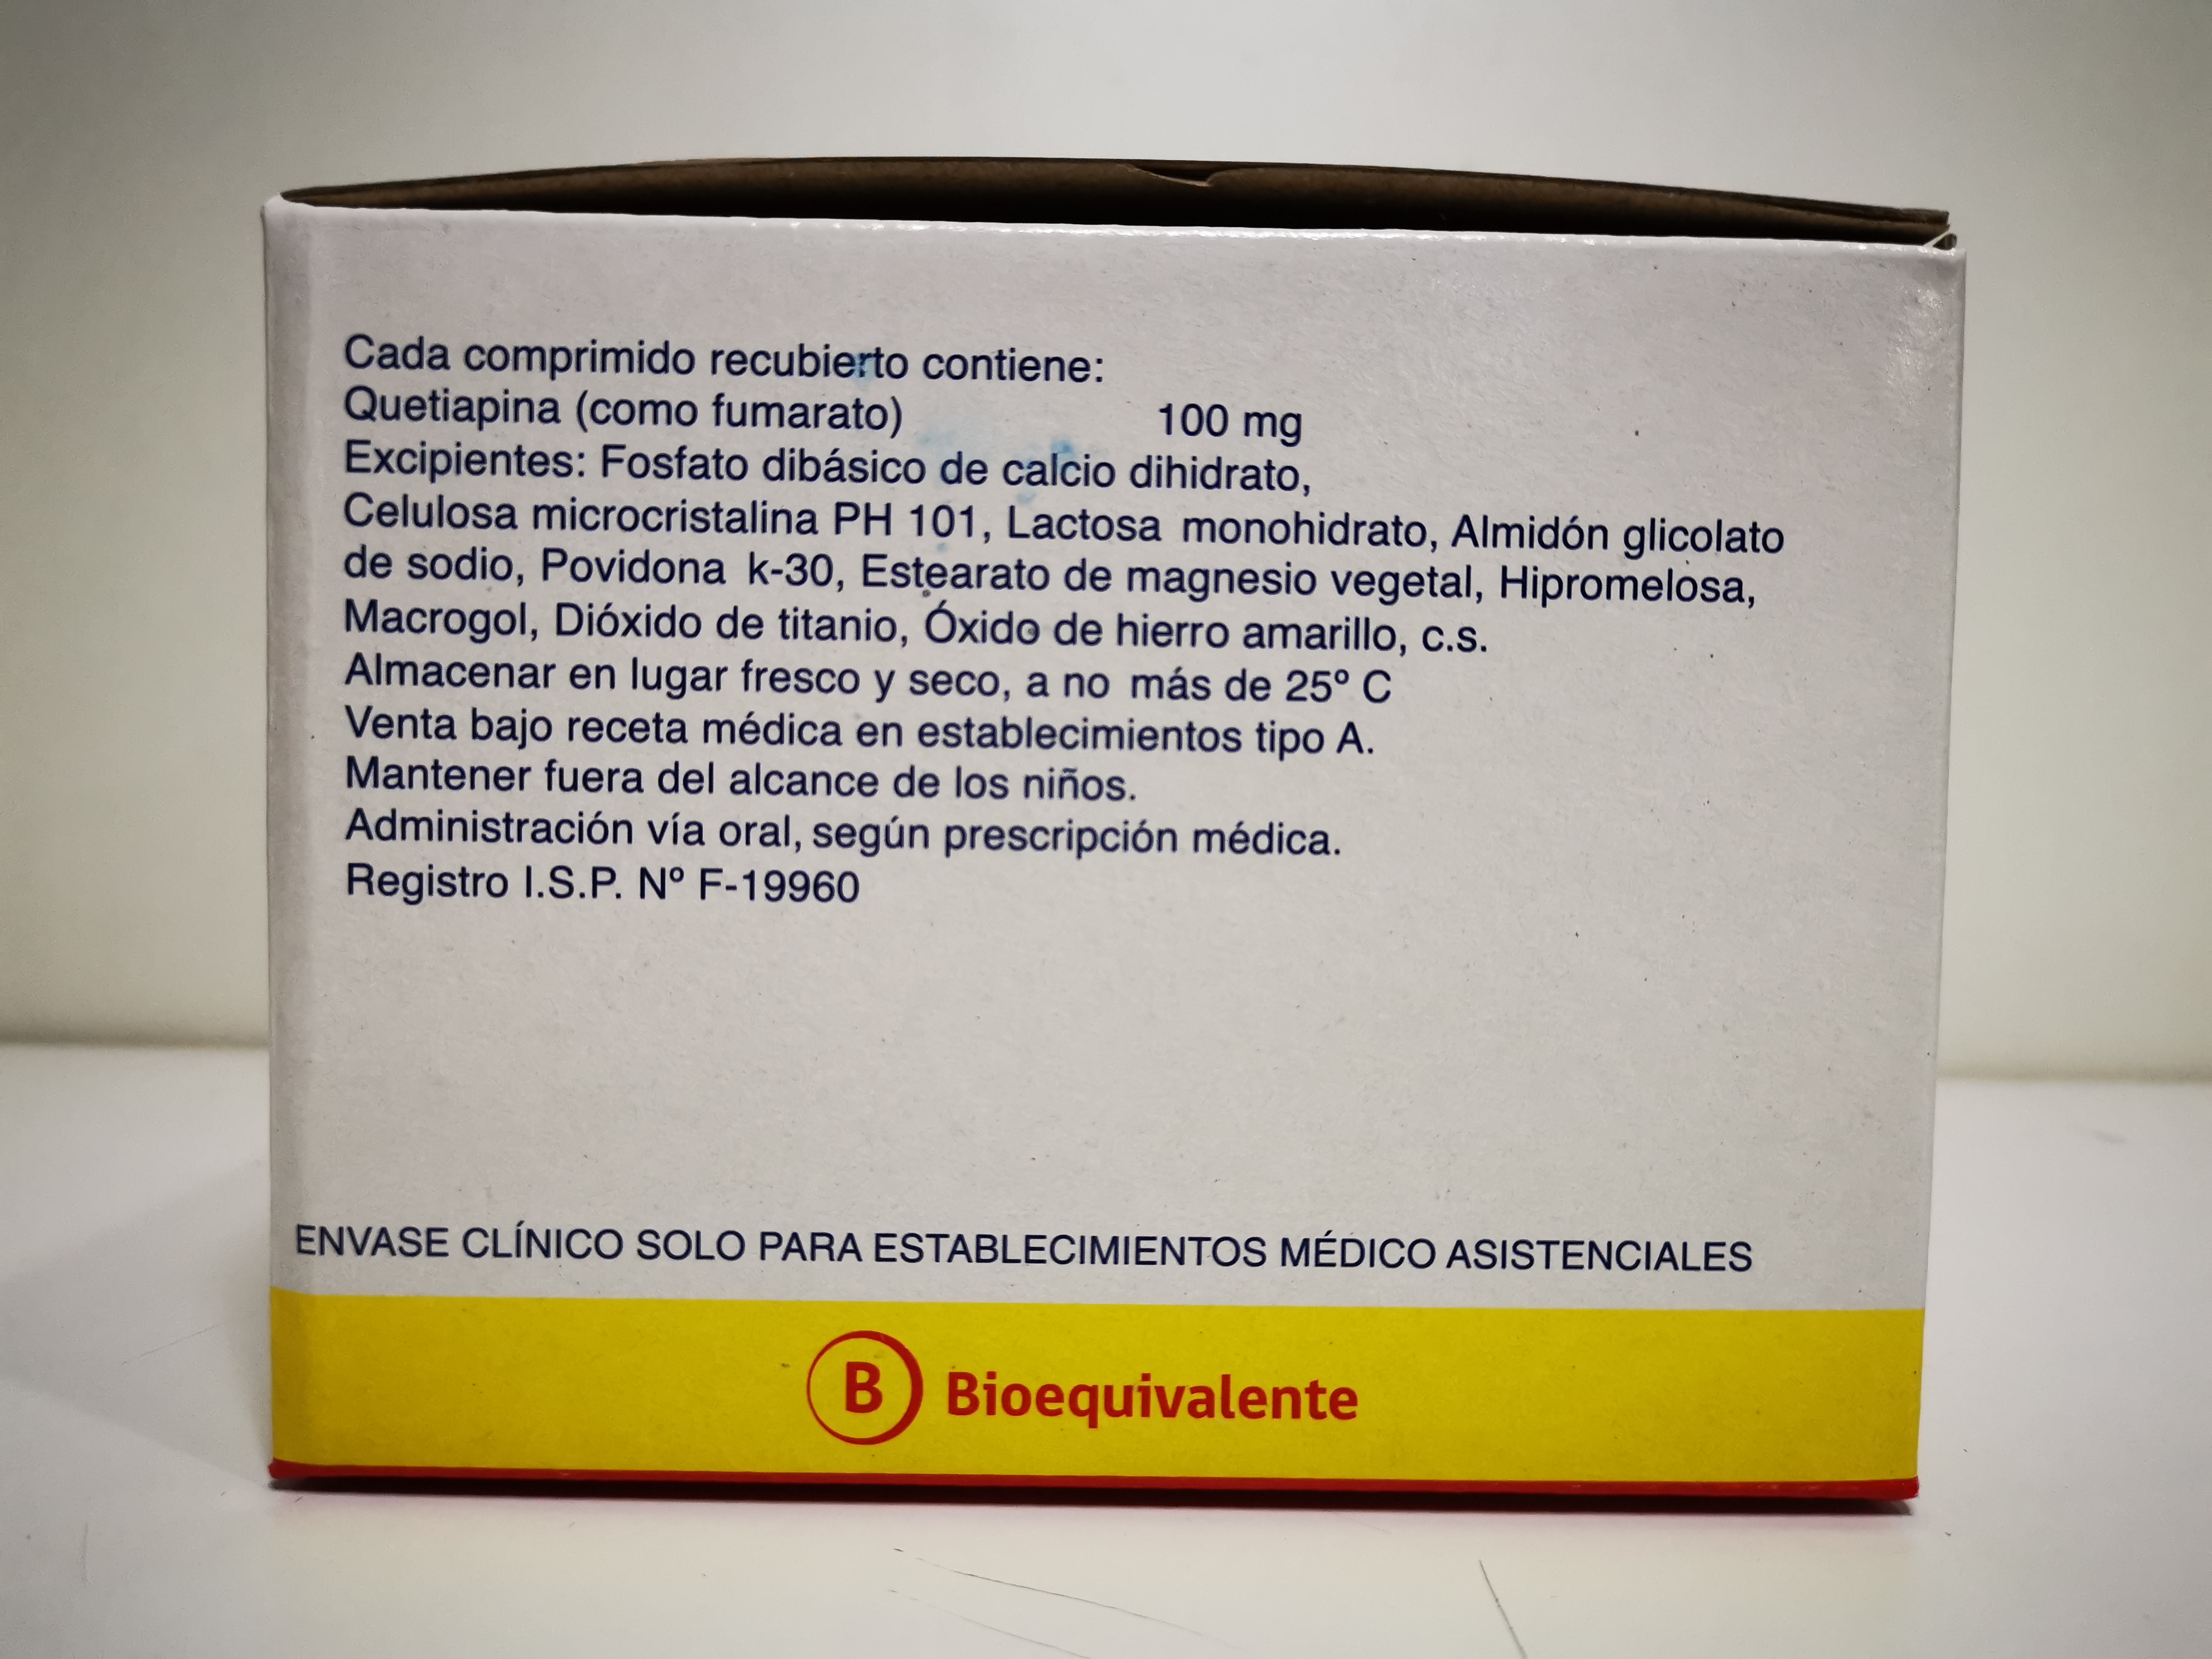 Cada comprimido recubierto contiene:
Quetiapina (como fumarato) 100 mg
Excipientes: Fosfato dibásico de calcio dihidrato,
Celulosa microcristalina PH 101, Lactosa monohidrato, Almidón glicolato
de sodio, Povidona k-30, Estearato de magnesio vegetal, Hipromelosa,
Macrogol, Dióxido de titanio, Óxido de hierro amarillo, c.s.
Almacenar en lugar fresco y seco, a no más de 25º C
Venta bajo receta médica en establecimientos tipo A.
Mantener fuera del alcance de los niños.
Administración vía oral, según prescripción médica.
Registro I.S.P. Nº F-19960
ENVASE CLÍNICO SOLO PARA ESTABLECIMIENTOS MÉDICO ASISTENCIALES
B Bioequivalente